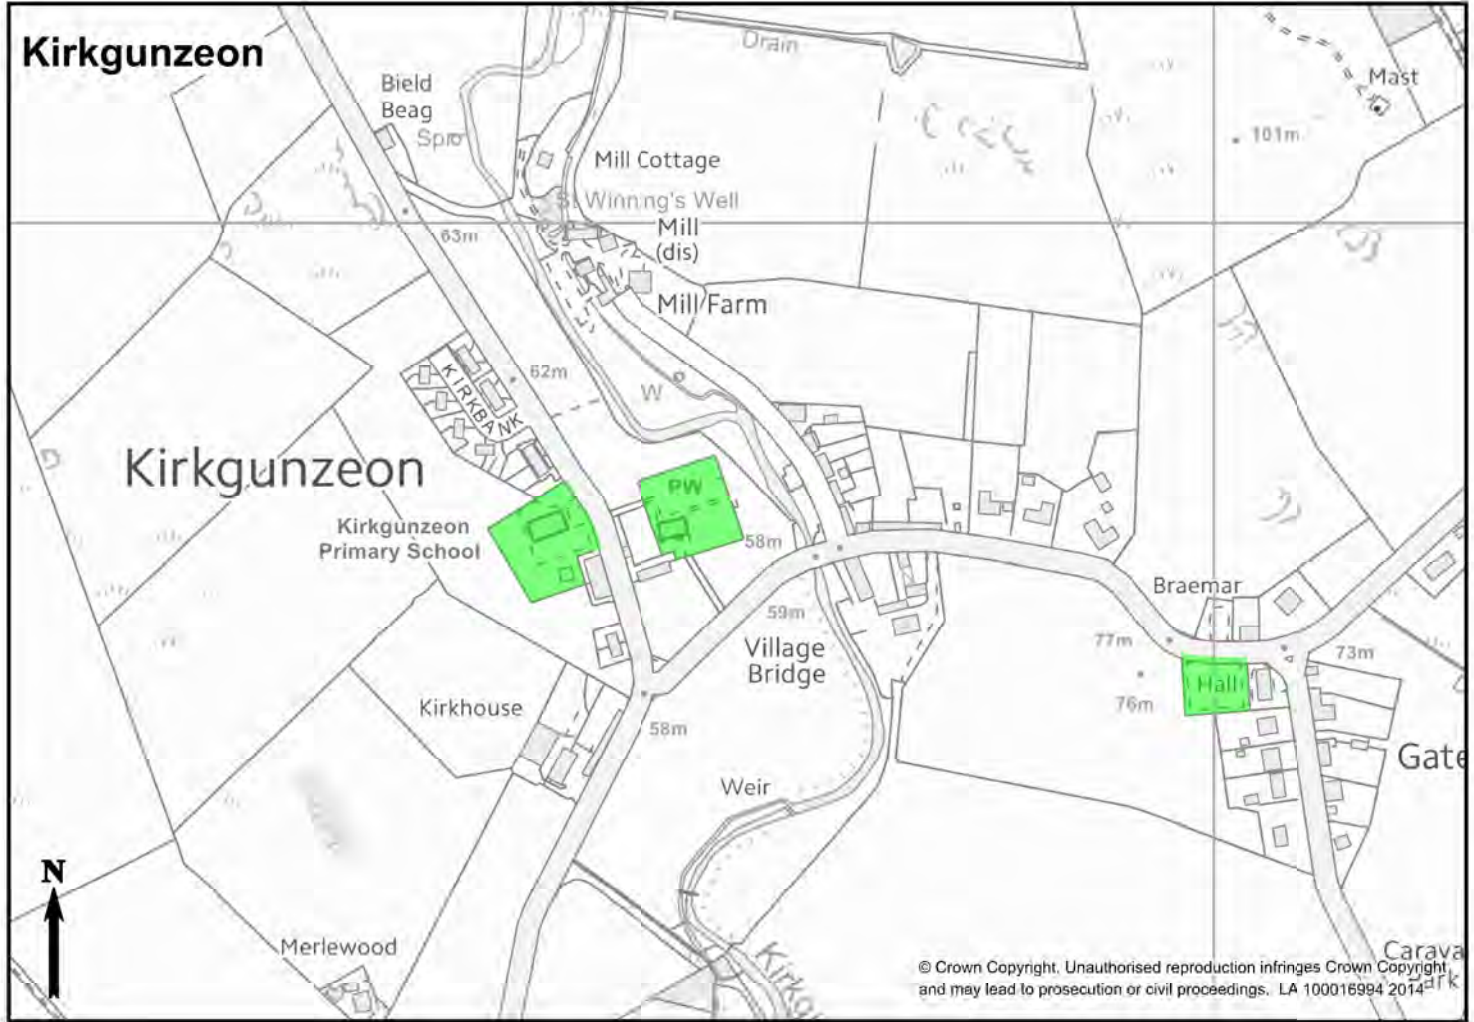 Kirkgunzeon
Drain
Bield
Beag
Mast
101m
Mill Cottage
St Winning's Well
Mill
(dis)
63m
Mill Farm
62m
W
KIRKBANK
Kirkgunzeon
PW
Kirkgunzeon
Primary School
58m
Braemar
59m
Village
Bridge
77m
73m
76m
Hall
Kirkhouse
58m
Gate
Weir
N
Merlewood
Carava
Park
© Crown Copyright. Unauthorised reproduction infringes Crown Copyright
and may lead to prosecution or civil proceedings. LA 100016994 2014